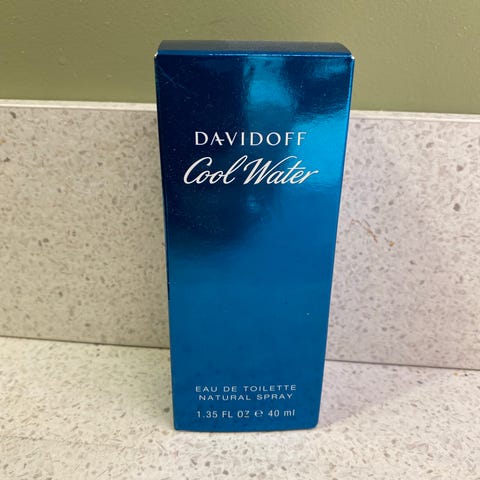 DAVIDOFF
Cool Water
EAU DE TOILETTE
NATURAL SPRAY
1.35 FL OZ ℮ 40 ml